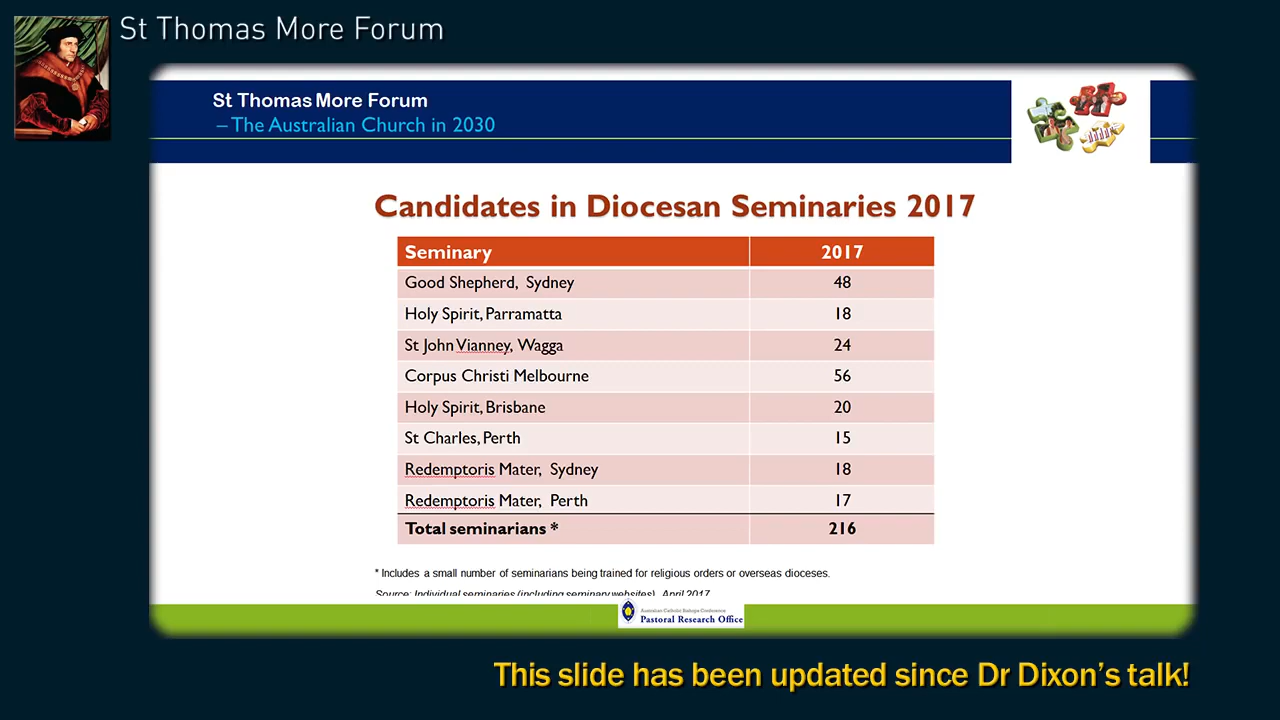 St Thomas More Forum
St Thomas More Forum
– The Australian Church in 2030
Candidates in Diocesan Seminaries 2017
Seminary 2017
Good Shepherd, Sydney 48
Holy Spirit, Parramatta 18
St John Vianney, Wagga 24
Corpus Christi Melbourne 56
Holy Spirit, Brisbane 20
St Charles, Perth 15
Redemptoris Mater, Sydney 18
Redemptoris Mater, Perth 17
Total seminarians * 216
* Includes a small number of seminarians being trained for religious orders or overseas dioceses.
Source: Individual seminaries (including seminary websites), April 2017
Australian Catholic Bishops Conference
Pastoral Research Office
This slide has been updated since Dr Dixon's talk!